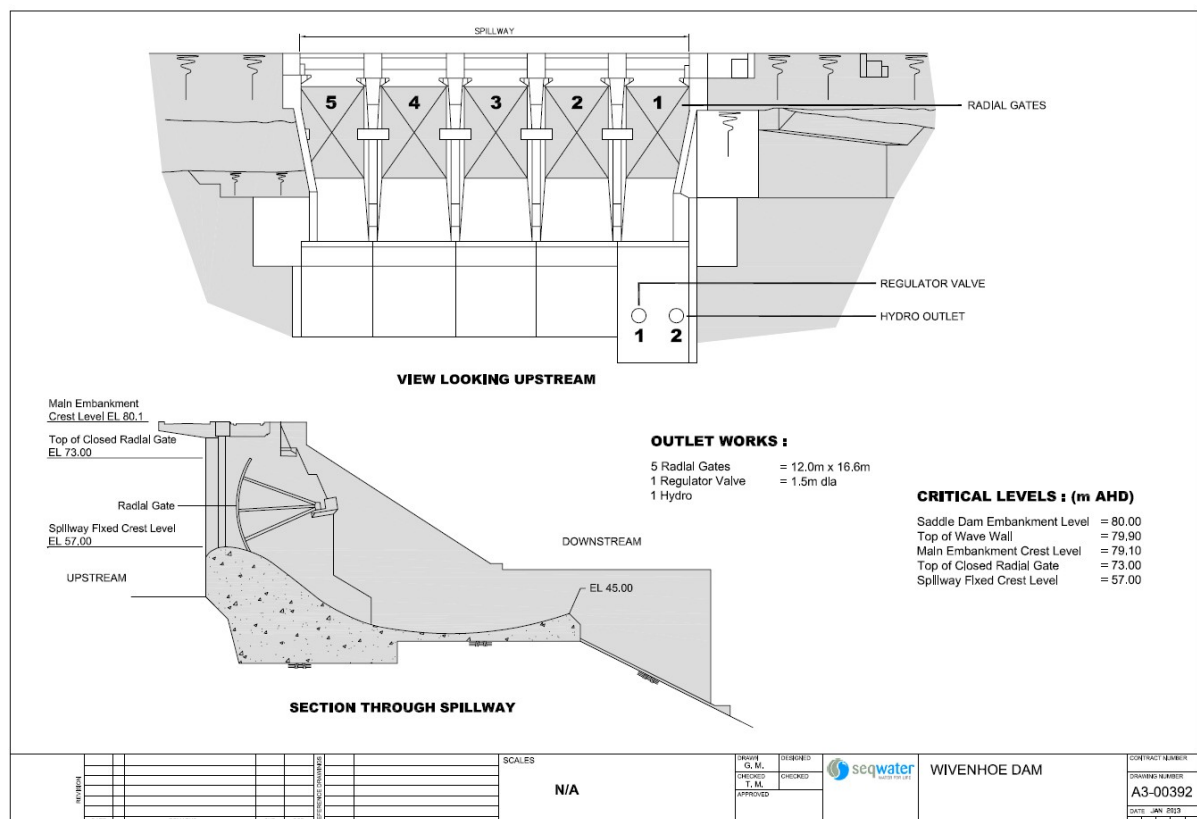 SPILLWAY
5 4 3 2 1
RADIAL GATES
REGULATOR VALVE
HYDRO OUTLET
1 2
VIEW LOOKING UPSTREAM
Main Embankment
Crest Level EL 80.1
Top of Closed Radial Gate
EL 73.00
Radial Gate
Spillway Fixed Crest Level
EL 57.00
UPSTREAM
DOWNSTREAM
EL 45.00
SECTION THROUGH SPILLWAY
OUTLET WORKS :
5 Radial Gates = 12.0m x 16.6m
1 Regulator Valve = 1.5m dia
1 Hydro
CRITICAL LEVELS : (m AHD)
Saddle Dam Embankment Level = 80.00
Top of Wave Wall = 79.90
Main Embankment Crest Level = 79.10
Top of Closed Radial Gate = 73.00
Spillway Fixed Crest Level = 57.00
REVISION
REFERENCE DRAWINGS
SCALES
N/A
DRAWN
G. M.
DESIGNED
CHECKED
T. M.
CHECKED
APPROVED
seqwater
WATER FOR LIFE
WIVENHOE DAM
CONTRACT NUMBER
DRAWING NUMBER
A3-00392
DATE JAN 2013